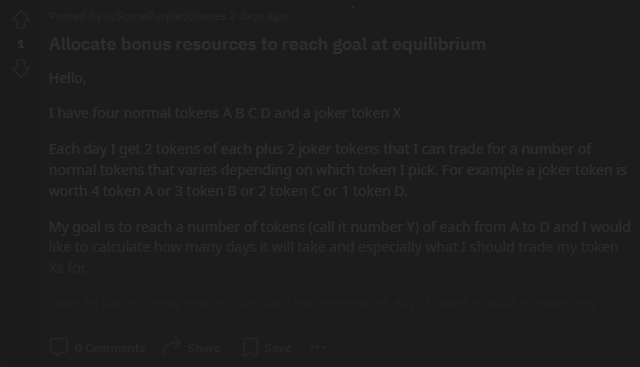 Posted by u/SomePurpleSpheres 2 days ago
1
Allocate bonus resources to reach goal at equilibrium
Hello,
I have four normal tokens A B C D and a joker token X
Each day I get 2 tokens of each plus 2 joker tokens that I can trade for a number of
normal tokens that varies depending on which token I pick. For example a joker token is
worth 4 token A or 3 token B or 2 token C or 1 token D.
My goal is to reach a number of tokens (call it number Y) of each from A to D and I would
like to calculate how many days it will take and especially what I should trade my token
Xs for.
0 Comments Share Save